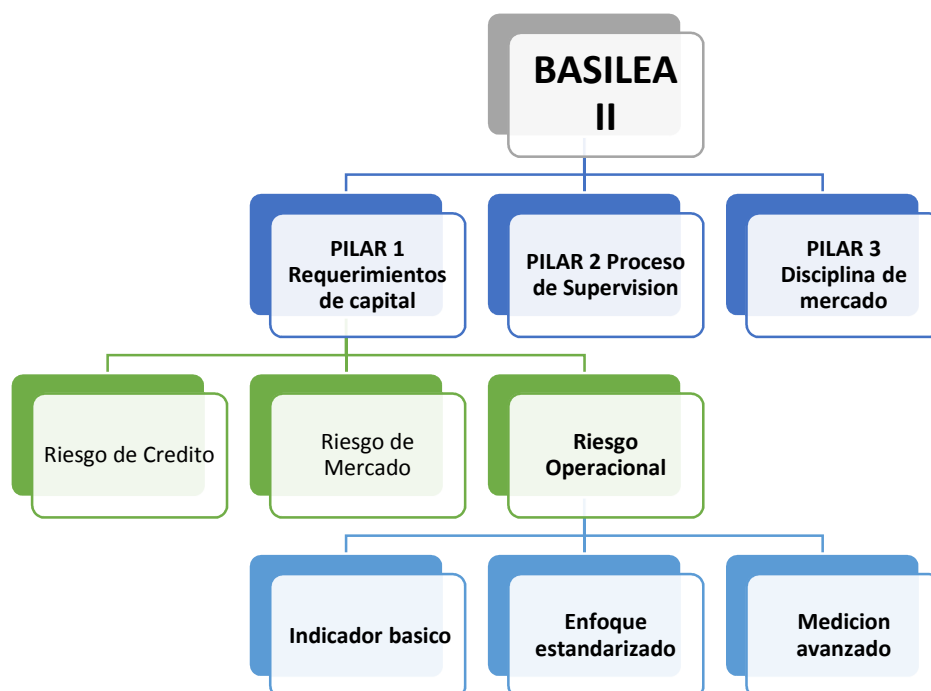 BASILEA
II
PILAR 1
Requerimientos
de capital
PILAR 2 Proceso
de Supervision
PILAR 3
Disciplina de
mercado
Riesgo de Credito
Riesgo de
Mercado
Riesgo
Operacional
Indicador basico
Enfoque
estandarizado
Medicion
avanzado